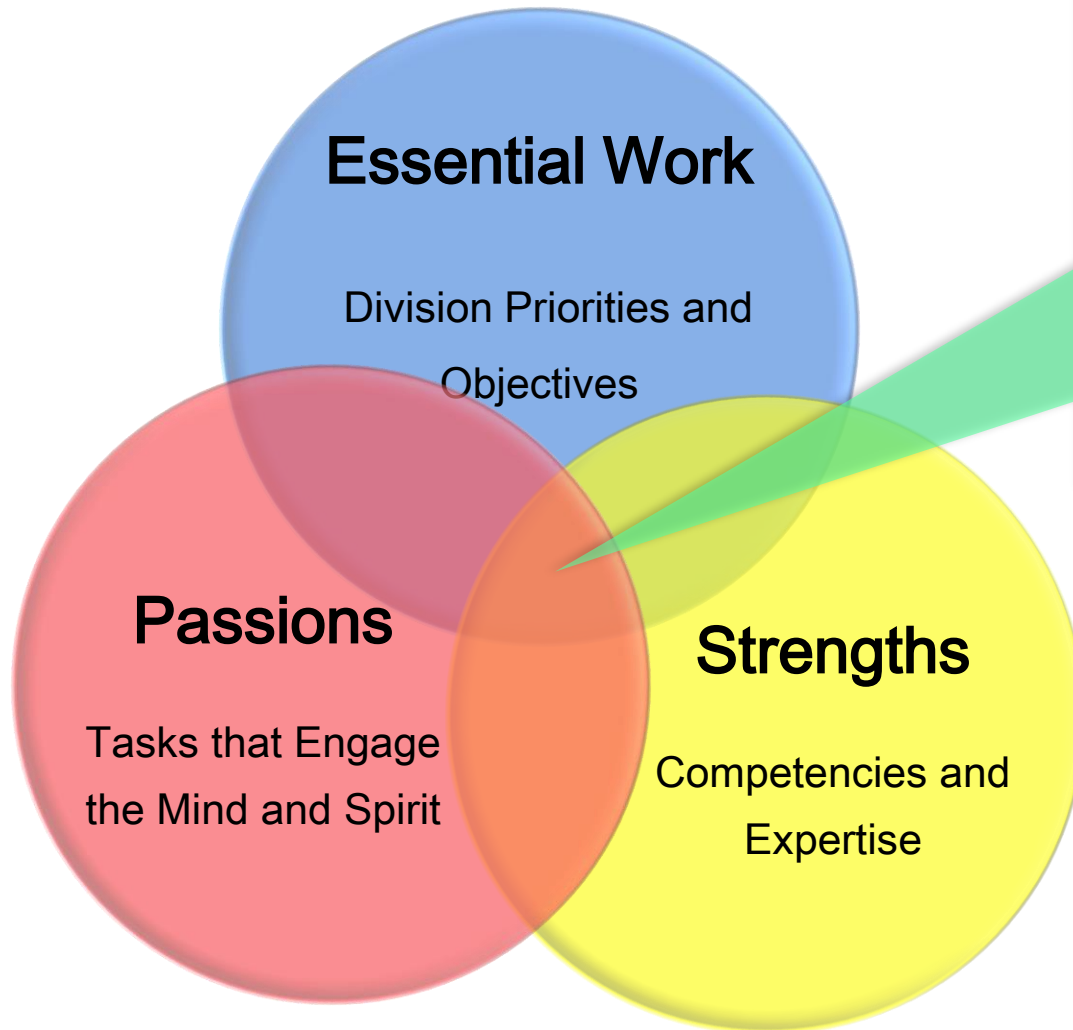 Essential Work
Division Priorities and
Objectives
Passions
Tasks that Engage
the Mind and Spirit
Strengths
Competencies and
Expertise